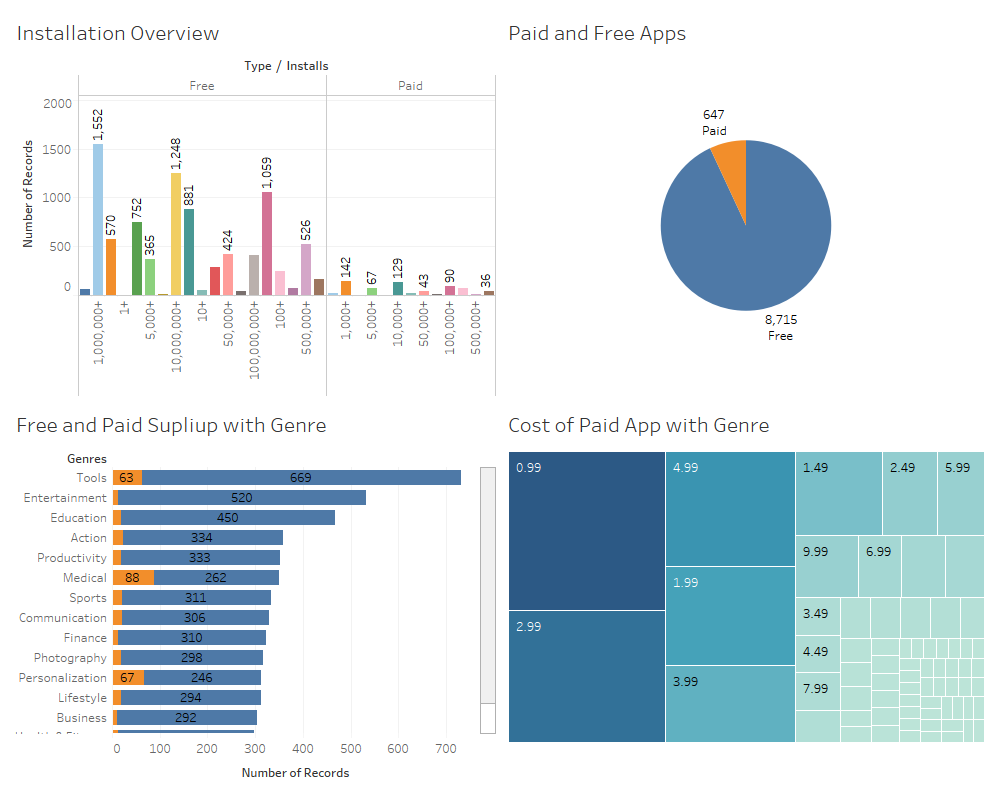 Installation Overview
Type / Installs
Free
Paid
Number of Records
2000
1500
1000
500
0
1,552
570
752
365
1,248
881
424
1,059
526
142
67
129
43
90
36
1,000,000+
1+
5,000+
10,000,000+
10+
50,000+
100,000,000+
100+
500,000+
1,000+
5,000+
10,000+
50,000+
100,000+
500,000+
Paid and Free Apps
647
Paid
8,715
Free
Free and Paid Supliup with Genre
Genres
Tools 63 669
Entertainment 520
Education 450
Action 334
Productivity 333
Medical 88 262
Sports 311
Communication 306
Finance 310
Photography 298
Personalization 67 246
Lifestyle 294
Business 292
0 100 200 300 400 500 600 700
Number of Records
Cost of Paid App with Genre
0.99
4.99
1.49
2.49
5.99
9.99
6.99
1.99
3.49
2.99
4.49
3.99
7.99